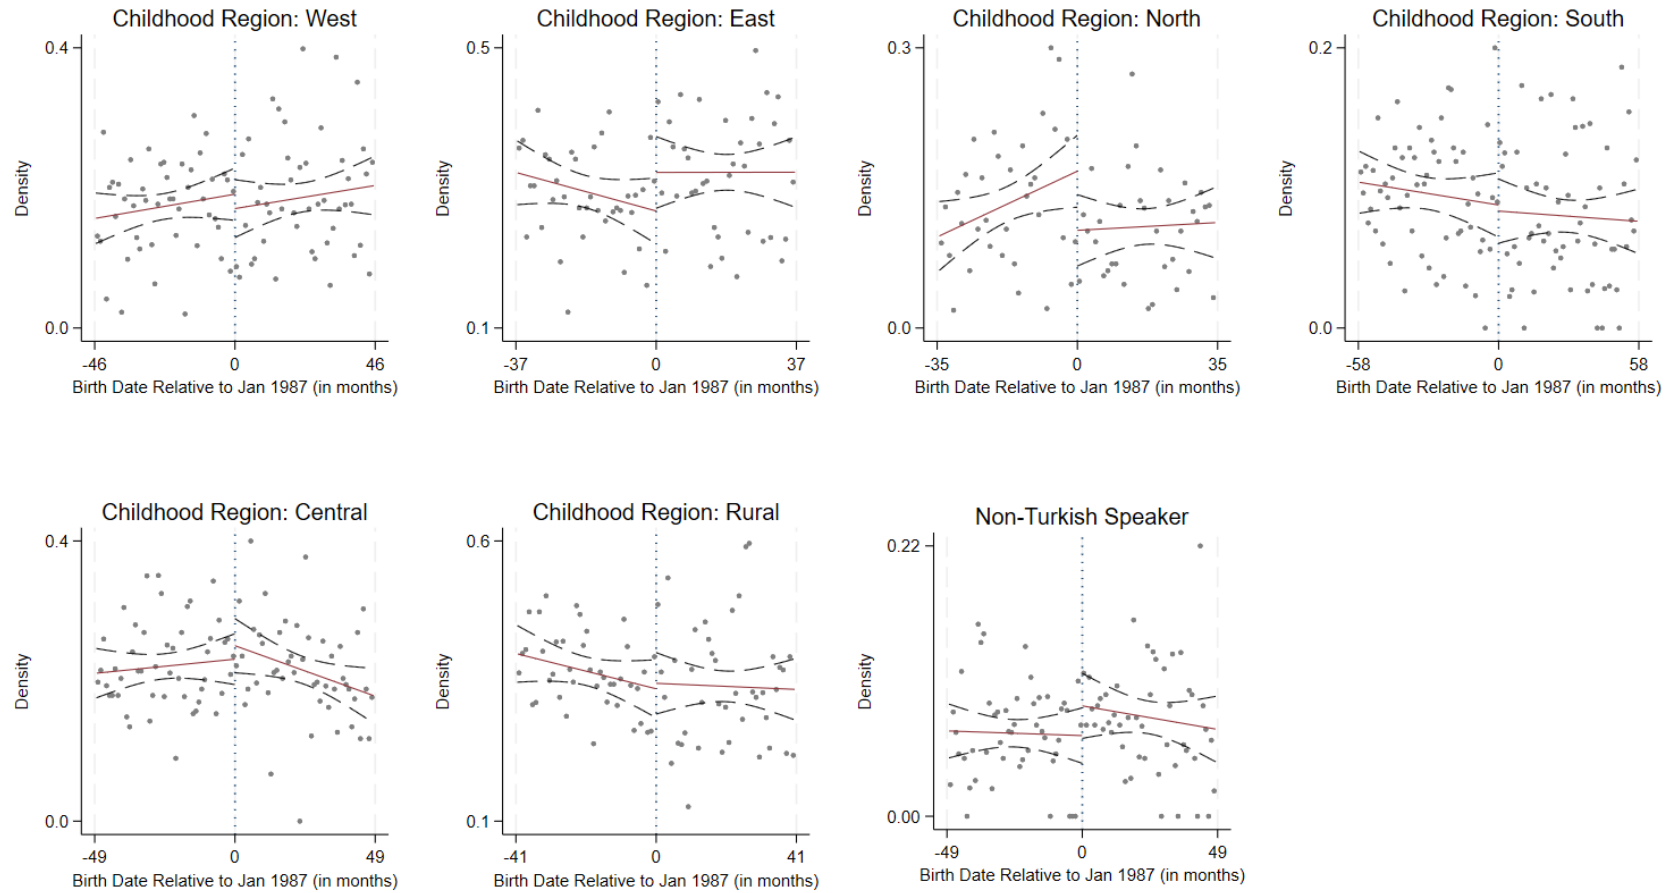 Childhood Region: West
0.4
Density
0.0
-46 0 46
Birth Date Relative to Jan 1987 (in months)
Childhood Region: East
0.5
Density
0.1
-37 0 37
Birth Date Relative to Jan 1987 (in months)
Childhood Region: North
0.3
Density
0.0
-35 0 35
Birth Date Relative to Jan 1987 (in months)
Childhood Region: South
0.2
Density
0.0
-58 0 58
Birth Date Relative to Jan 1987 (in months)
Childhood Region: Central
0.4
Density
0.0
-49 0 49
Birth Date Relative to Jan 1987 (in months)
Childhood Region: Rural
0.6
Density
0.1
-41 0 41
Birth Date Relative to Jan 1987 (in months)
Non-Turkish Speaker
0.22
Density
0.00
-49 0 49
Birth Date Relative to Jan 1987 (in months)